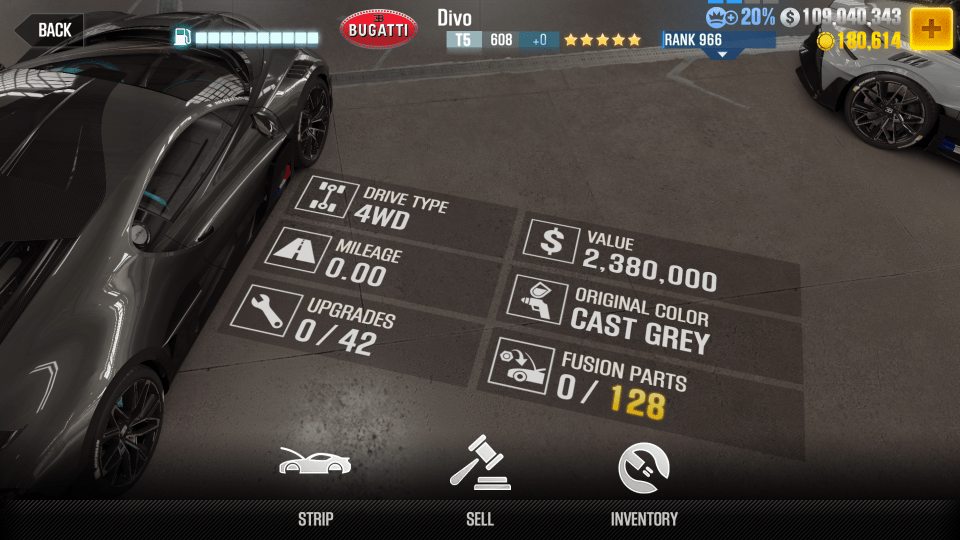 BACK
BUGATTI
Divo
T5 608 +0
RANK 966
20% 109,040,343
180,614
DRIVE TYPE
4WD
MILEAGE
0.00
UPGRADES
0/42
VALUE
2,380,000
ORIGINAL COLOR
CAST GREY
FUSION PARTS
0/ 128
STRIP
SELL
INVENTORY